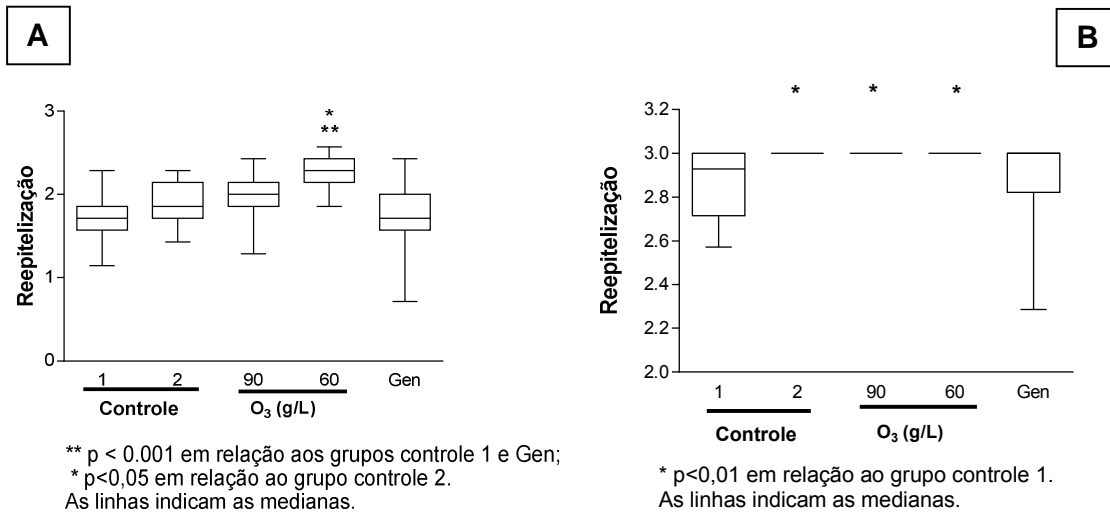 A
3
2
1
0
Reepitelização
*
**
1 2 90 60 Gen
Controle O₃ (g/L)
** p < 0.001 em relação aos grupos controle 1 e Gen;
* p<0,05 em relação ao grupo controle 2.
As linhas indicam as medianas.
B
3.2
3.0
2.8
2.6
2.4
2.2
2.0
Reepitelização
* * *
1 2 90 60 Gen
Controle O₃ (g/L)
* p<0,01 em relação ao grupo controle 1.
As linhas indicam as medianas.